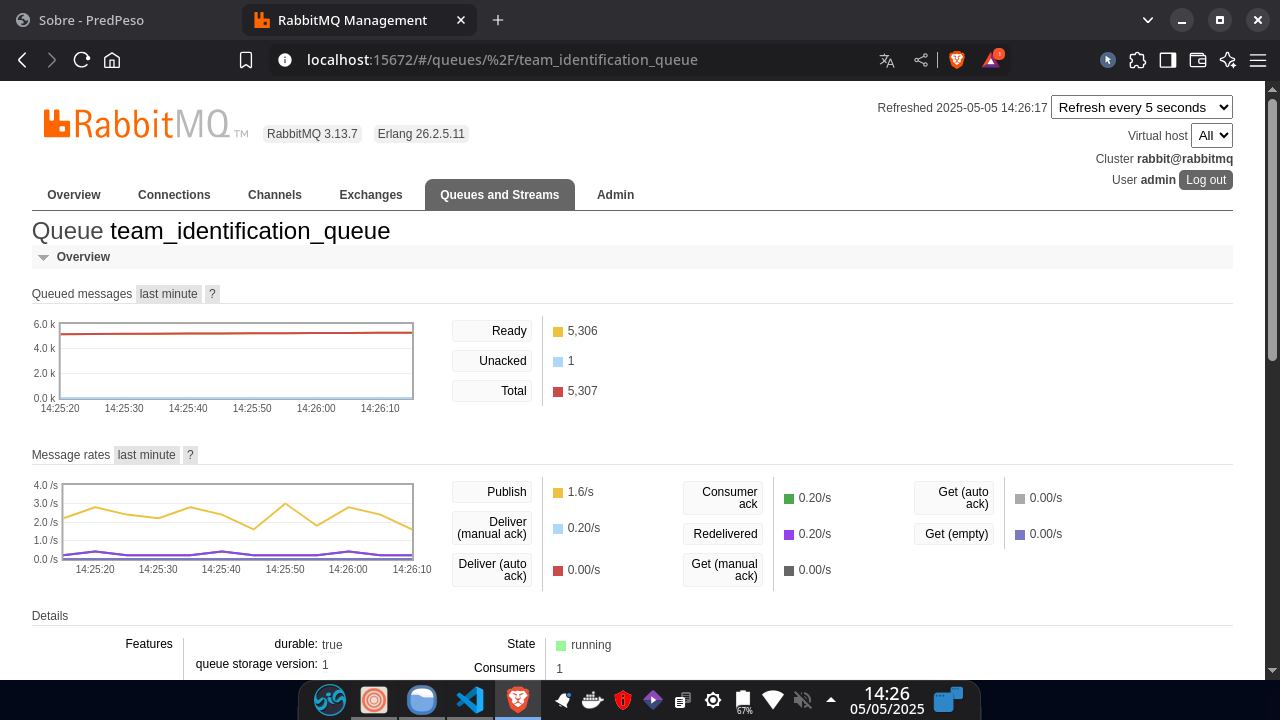 Sobre - PredPeso
RabbitMQ Management
localhost:15672/#/queues/%2F/team_identification_queue
1
RabbitMQ TM
RabbitMQ 3.13.7
Erlang 26.2.5.11
Refreshed 2025-05-05 14:26:17
Refresh every 5 seconds
Virtual host All
Cluster rabbit@rabbitmq
User admin Log out
Overview
Connections
Channels
Exchanges
Queues and Streams
Admin
Queue team_identification_queue
Overview
Queued messages last minute ?
6.0 k
4.0 k
2.0 k
0.0 k
14:25:20 14:25:30 14:25:40 14:25:50 14:26:00 14:26:10
Ready 5,306
Unacked 1
Total 5,307
Message rates last minute ?
4.0 /s
3.0 /s
2.0 /s
1.0 /s
0.0 /s
14:25:20 14:25:30 14:25:40 14:25:50 14:26:00 14:26:10
Publish 1.6/s
Deliver
(manual ack) 0.20/s
Deliver (auto
ack) 0.00/s
Consumer
ack 0.20/s
Redelivered 0.20/s
Get (manual
ack) 0.00/s
Get (auto
ack) 0.00/s
Get (empty) 0.00/s
Details
Features
durable: true
queue storage version: 1
State running
Consumers 1
67%
14:26
05/05/2025